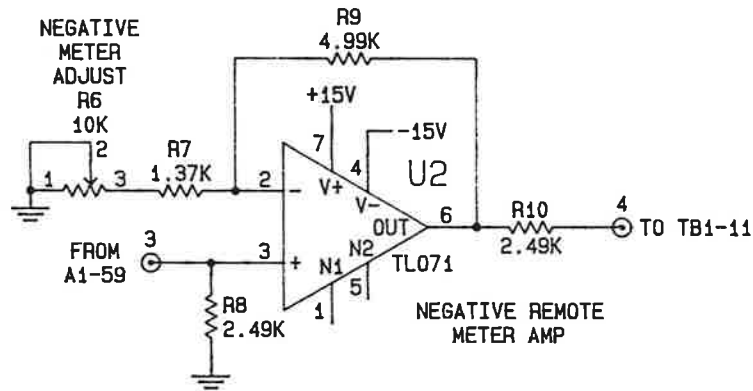 NEGATIVE
METER
ADJUST
R6
10K
2
1
3
R7
1.37K
R9
4.99K
+15V
7
-15V
4
U2
2
-
V+
V-
OUT
6
R10
2.49K
4
TO TB1-11
FROM
A1-59
3
3
+
N1
N2
TL071
1
5
R8
2.49K
NEGATIVE REMOTE
METER AMP